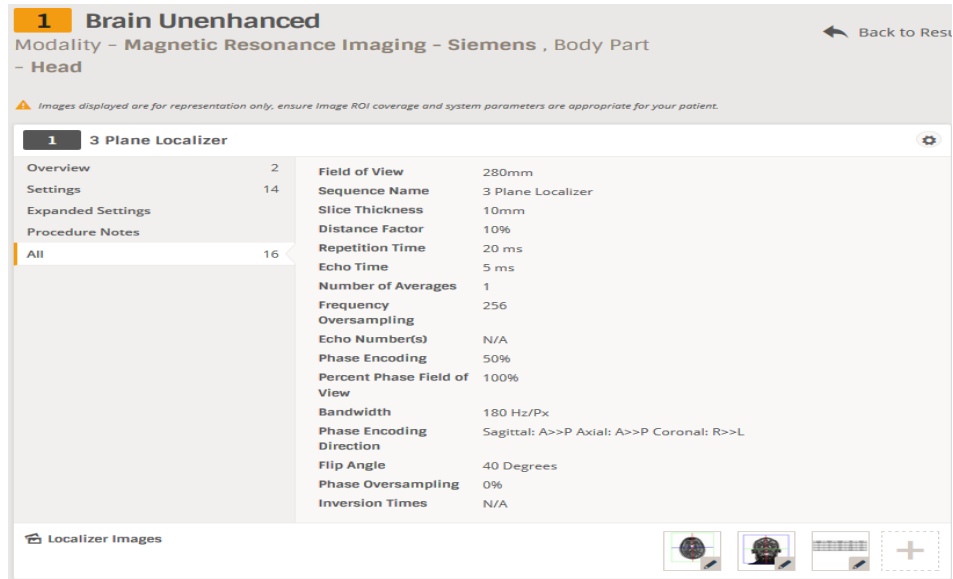 1 Brain Unenhanced
Back to Resu
Modality - Magnetic Resonance Imaging - Siemens , Body Part
- Head
Images displayed are for representation only, ensure Image ROI coverage and system parameters are appropriate for your patient.
1 3 Plane Localizer
Overview 2
Settings 14
Expanded Settings
Procedure Notes
All 16
Field of View 280mm
Sequence Name 3 Plane Localizer
Slice Thickness 10mm
Distance Factor 10%
Repetition Time 20 ms
Echo Time 5 ms
Number of Averages 1
Frequency 256
Oversampling
Echo Number(s) N/A
Phase Encoding 50%
Percent Phase Field of 100%
View
Bandwidth 180 Hz/Px
Phase Encoding Sagittal: A>>P Axial: A>>P Coronal: R>>L
Direction
Flip Angle 40 Degrees
Phase Oversampling 0%
Inversion Times N/A
Localizer Images